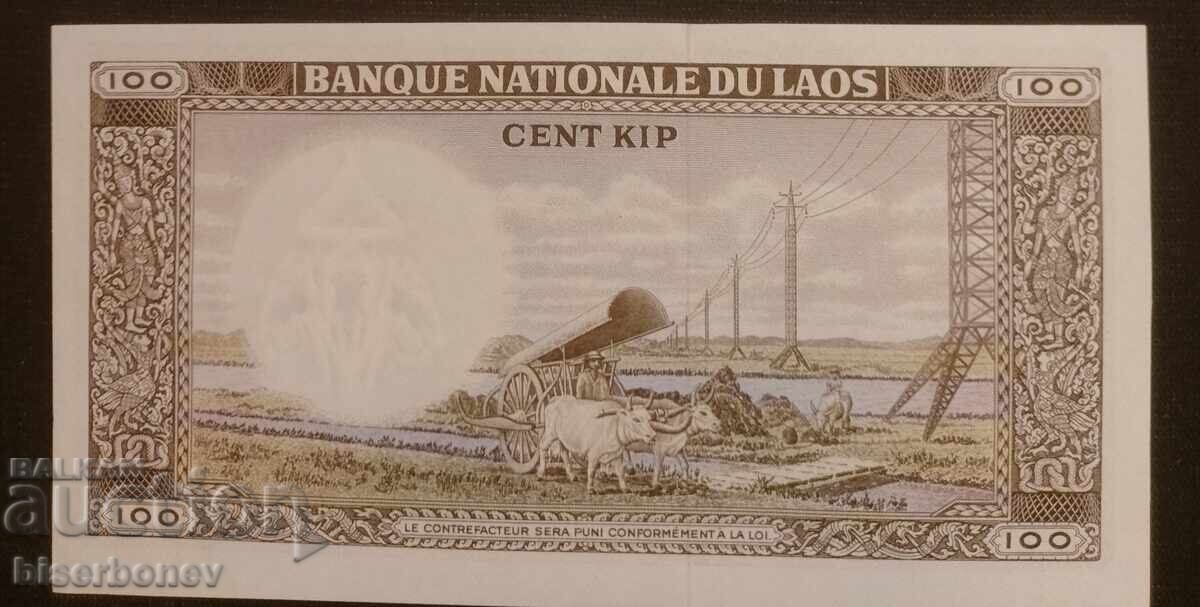 100 BANQUE NATIONALE DU LAOS 100
CENT KIP
LE CONTREFACTEUR SERA PUNI CONFORMÉMENT A LA LOI
100 100
BALKAN
auction
biserbonev